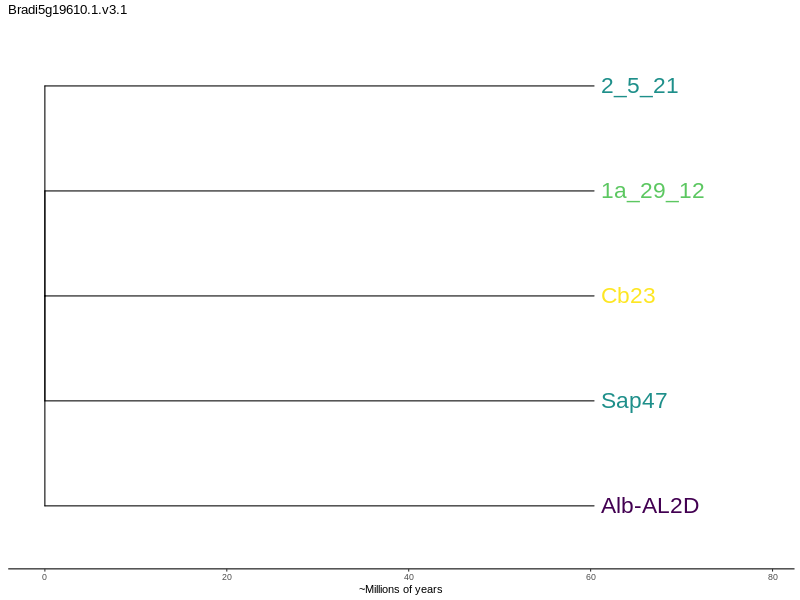 Bradi5g19610.1.v3.1
2_5_21
1a_29_12
Cb23
Sap47
Alb-AL2D
0 20 40 60 80
~Millions of years